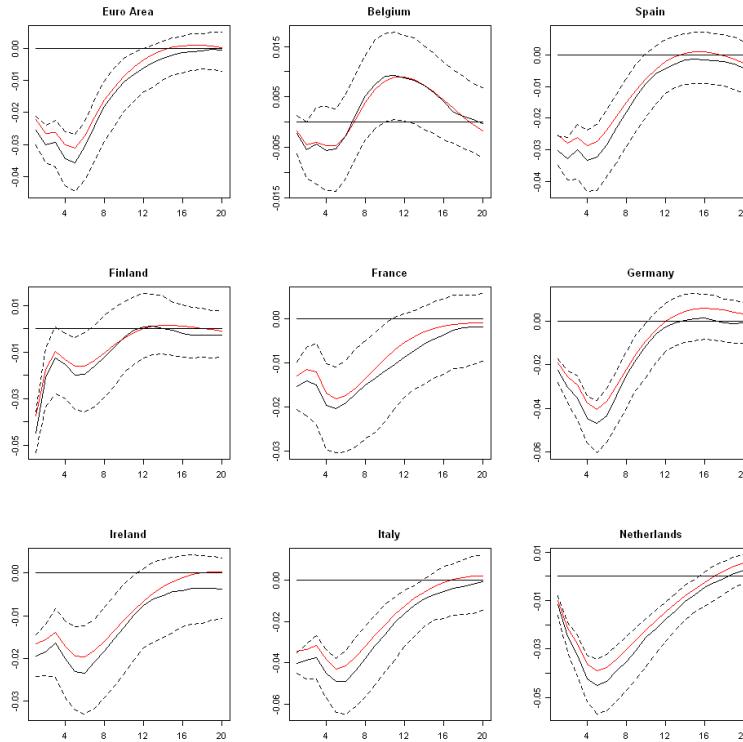 Euro Area
0.00
-0.01
-0.02
-0.03
-0.04
4 8 12 16 20
Belgium
0.015
0.005
-0.005
-0.015
4 8 12 16 20
Spain
0.00
-0.01
-0.02
-0.03
-0.04
4 8 12 16
Finland
0.01
-0.01
-0.03
-0.05
4 8 12 16 20
France
0.00
-0.01
-0.02
-0.03
4 8 12 16 20
Germany
0.00
-0.02
-0.04
-0.06
4 8 12 16
Ireland
0.00
-0.01
-0.02
-0.03
4 8 12 16 20
Italy
0.00
-0.02
-0.04
-0.06
4 8 12 16 20
Netherlands
0.01
-0.01
-0.03
-0.05
4 8 12 16